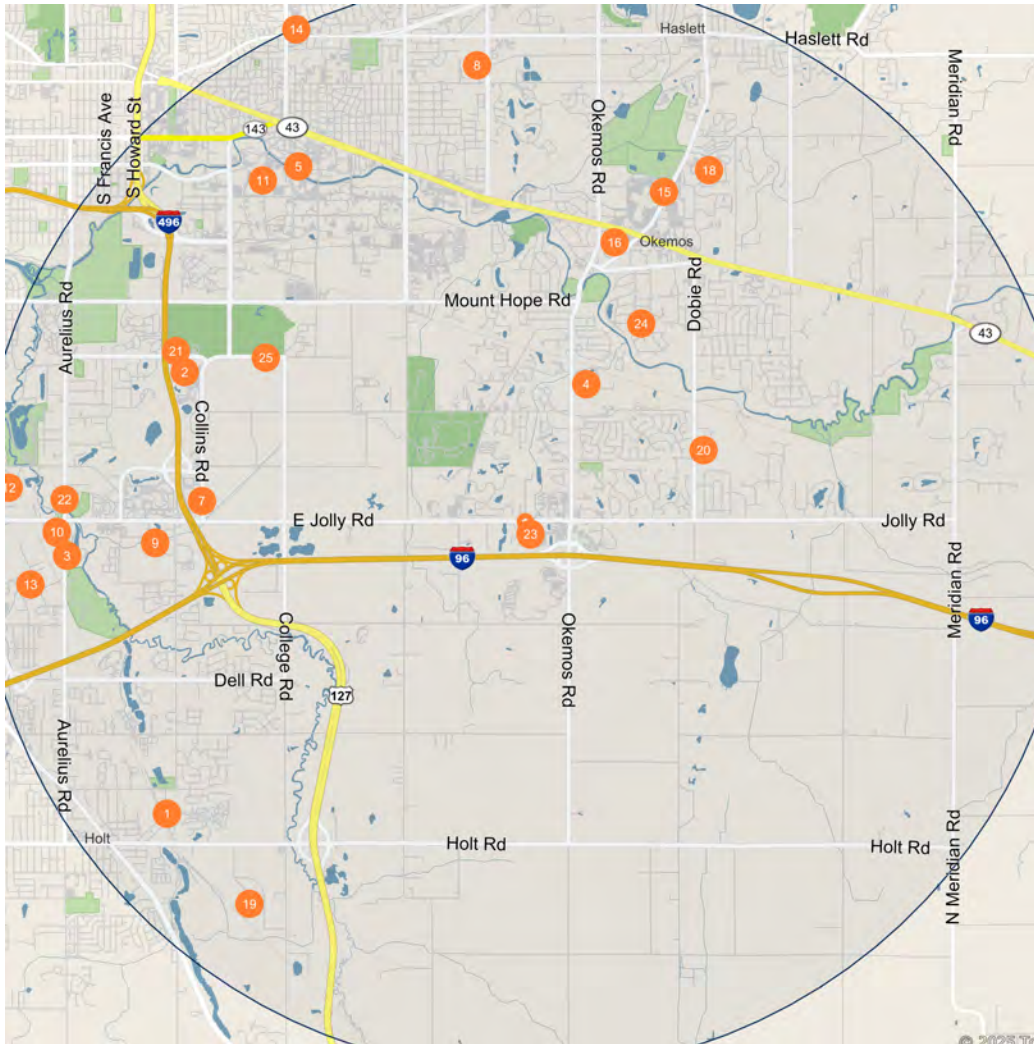 14
Haslett
Haslett Rd
8
Meridian Rd
S Francis Ave
S Howard St
Okemos Rd
143
43
5
11
18
15
496
16
Okemos
Dobie Rd
Aurelius Rd
Mount Hope Rd
24
43
21
25
2
4
Collins Rd
20
12
22
7
E Jolly Rd
23
Jolly Rd
10
9
3
96
13
Meridian Rd
96
College Rd
Okemos Rd
Dell Rd
127
Aurelius Rd
1
Holt
Holt Rd
Holt Rd
N Meridian Rd
19